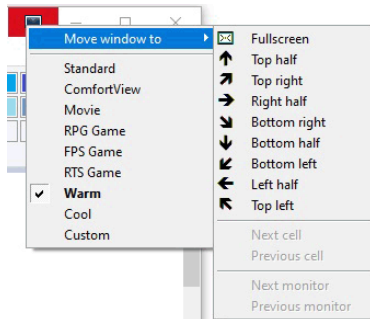 Move window to
Standard
ComfortView
Movie
RPG Game
FPS Game
RTS Game
Warm
Cool
Custom
Fullscreen
Top half
Top right
Right half
Bottom right
Bottom half
Bottom left
Left half
Top left
Next cell
Previous cell
Next monitor
Previous monitor